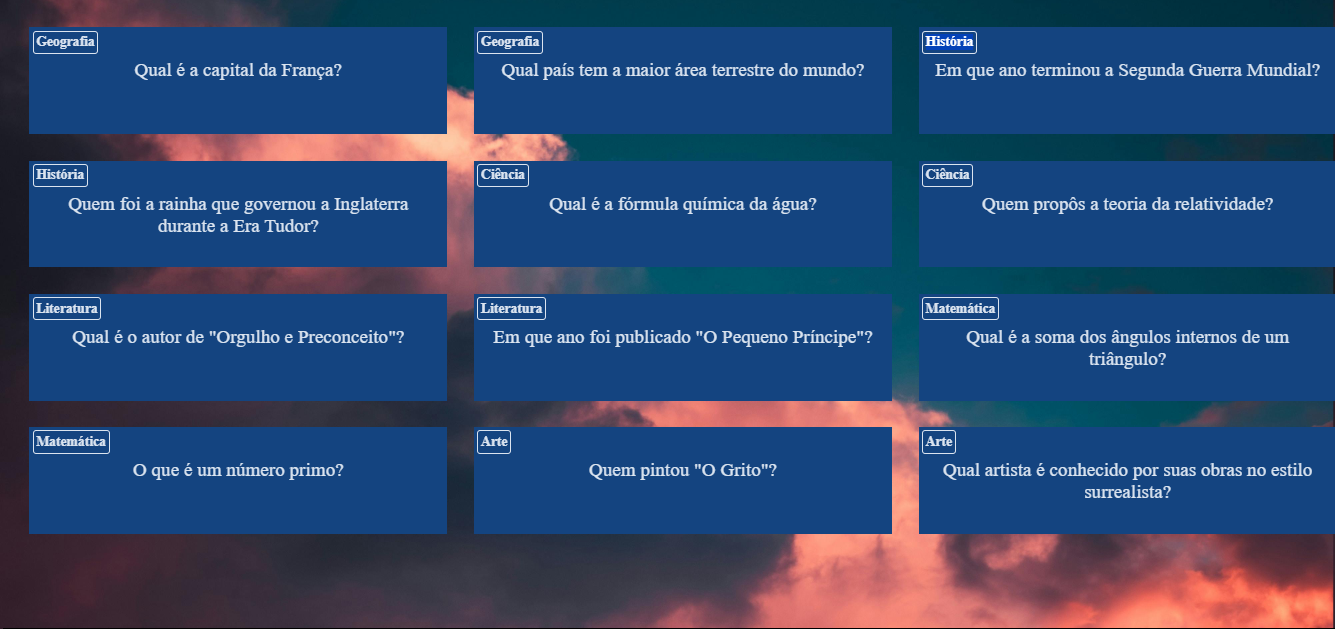 Geografia
Qual é a capital da França?
Geografia
Qual país tem a maior área terrestre do mundo?
História
Em que ano terminou a Segunda Guerra Mundial?
História
Quem foi a rainha que governou a Inglaterra
durante a Era Tudor?
Ciência
Qual é a fórmula química da água?
Ciência
Quem propôs a teoria da relatividade?
Literatura
Qual é o autor de "Orgulho e Preconceito"?
Literatura
Em que ano foi publicado "O Pequeno Príncipe"?
Matemática
Qual é a soma dos ângulos internos de um
triângulo?
Matemática
O que é um número primo?
Arte
Quem pintou "O Grito"?
Arte
Qual artista é conhecido por suas obras no estilo
surrealista?